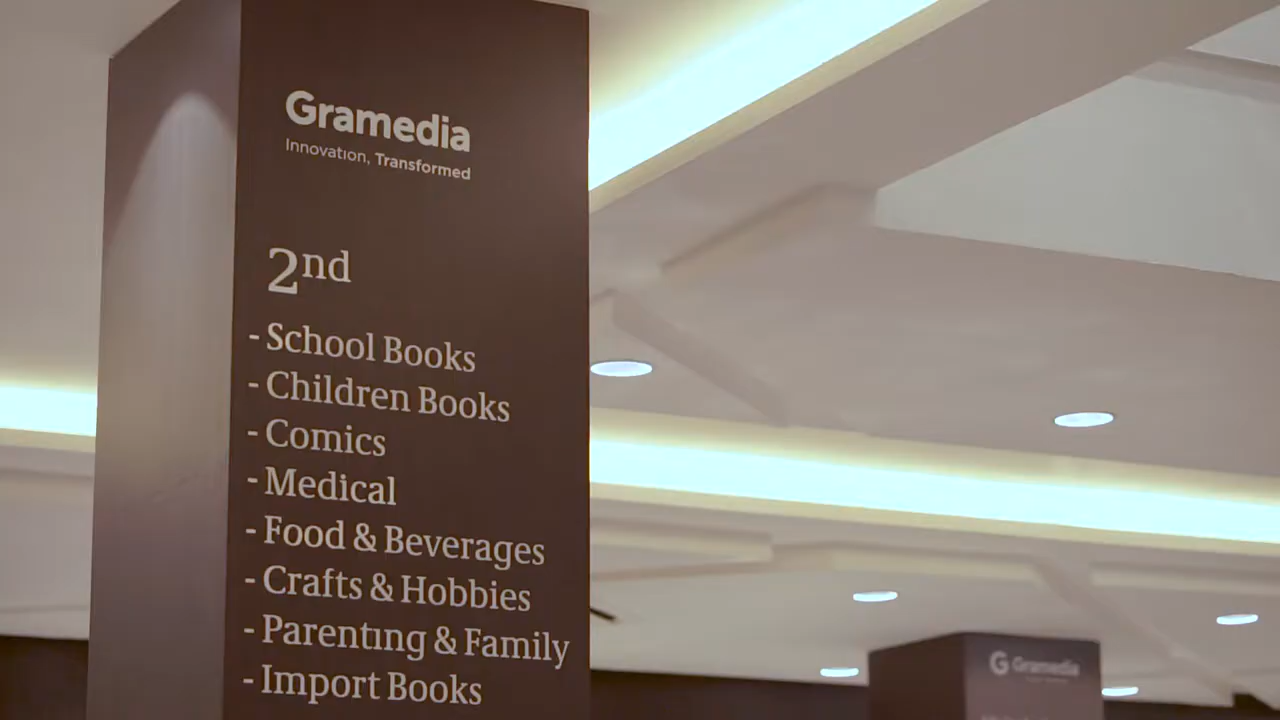 Gramedia
Innovation, Transformed
2nd
- School Books
- Children Books
- Comics
- Medical
- Food & Beverages
- Crafts & Hobbies
- Parenting & Family
- Import Books
G Gramedia